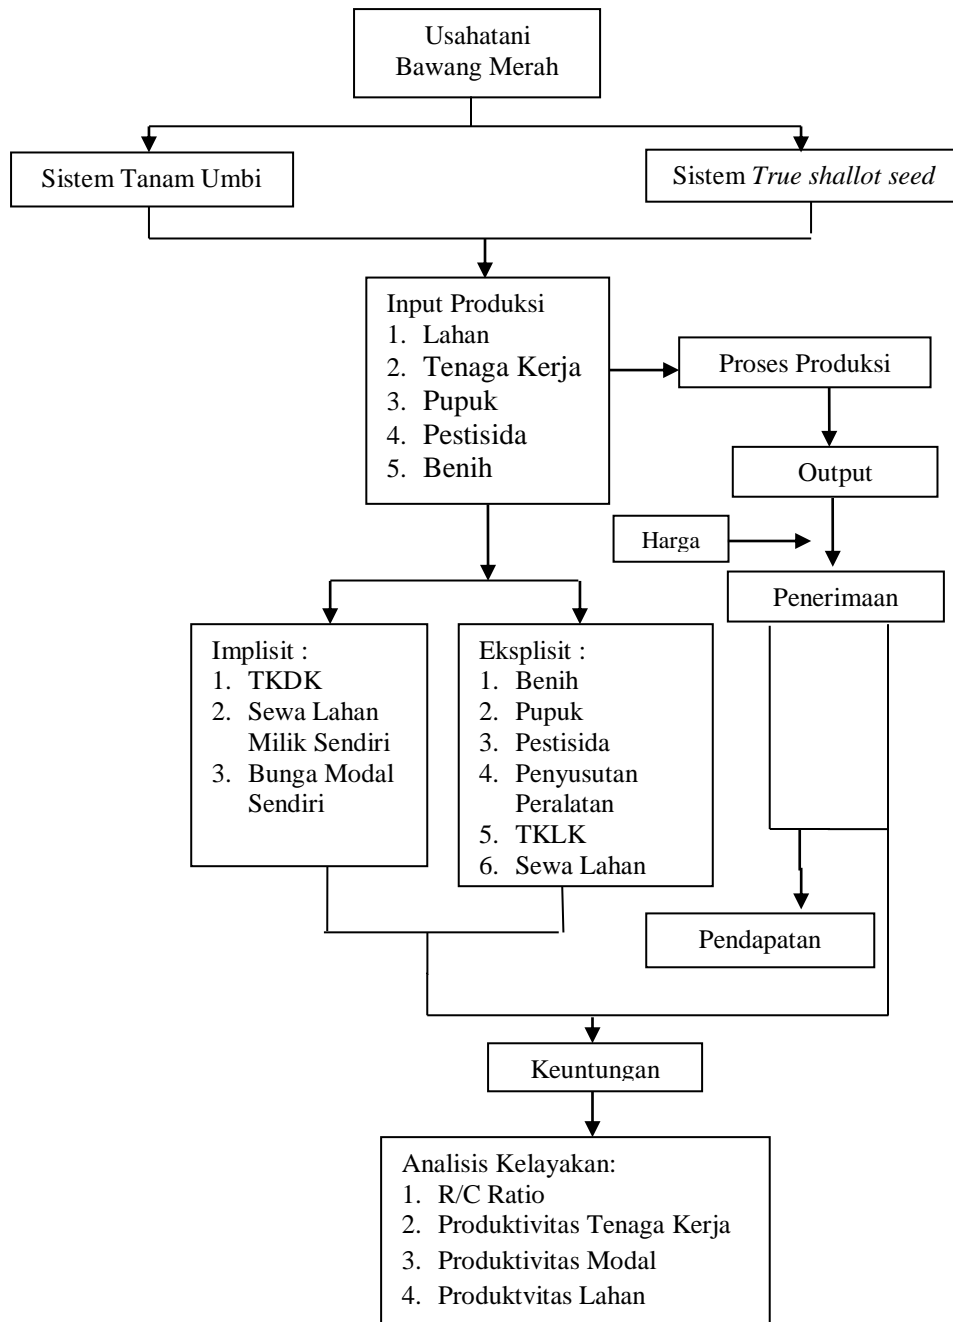 Usahatani
Bawang Merah
Sistem Tanam Umbi
Sistem True shallot seed
Input Produksi
1. Lahan
2. Tenaga Kerja
3. Pupuk
4. Pestisida
5. Benih
Proses Produksi
Output
Harga
Penerimaan
Implisit :
1. TKDK
2. Sewa Lahan
Milik Sendiri
3. Bunga Modal
Sendiri
Eksplisit :
1. Benih
2. Pupuk
3. Pestisida
4. Penyusutan
Peralatan
5. TKLK
6. Sewa Lahan
Pendapatan
Keuntungan
Analisis Kelayakan:
1. R/C Ratio
2. Produktivitas Tenaga Kerja
3. Produktivitas Modal
4. Produktvitas Lahan